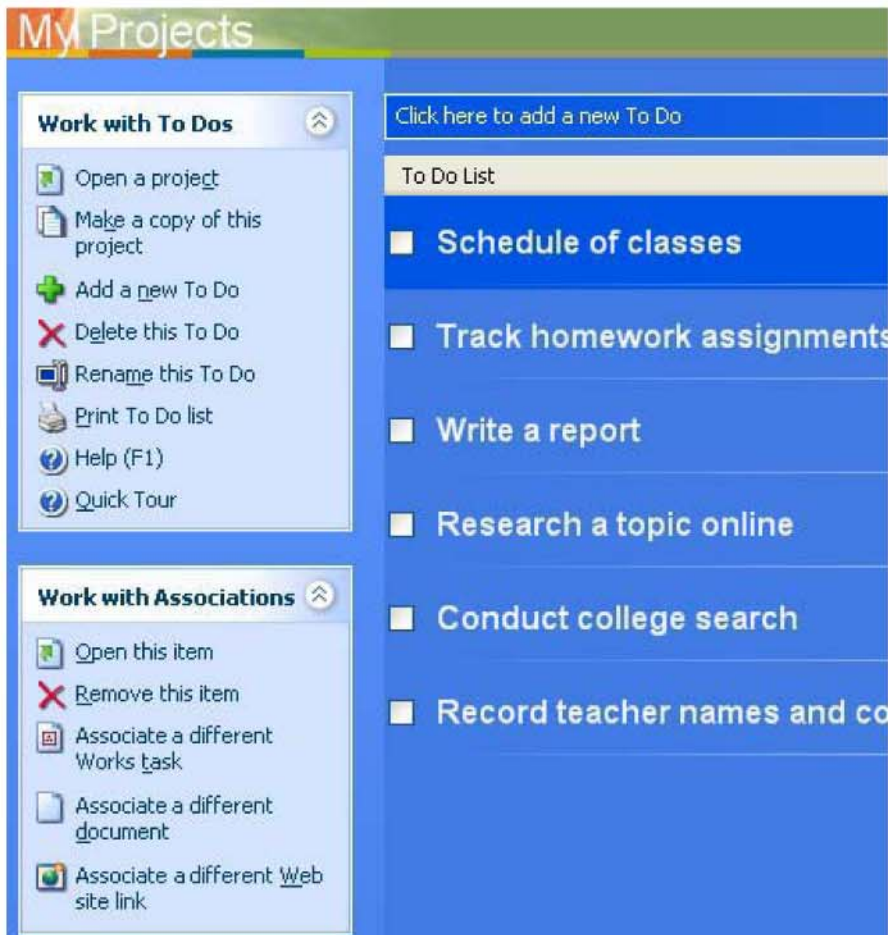 My Projects
Work with To Dos
Open a project
Make a copy of this
project
Add a new To Do
Delete this To Do
Rename this To Do
Print To Do list
Help (F1)
Quick Tour
Work with Associations
Open this item
Remove this item
Associate a different
Works task
Associate a different
document
Associate a different Web
site link
Click here to add a new To Do
To Do List
Schedule of classes
Track homework assignments
Write a report
Research a topic online
Conduct college search
Record teacher names and co